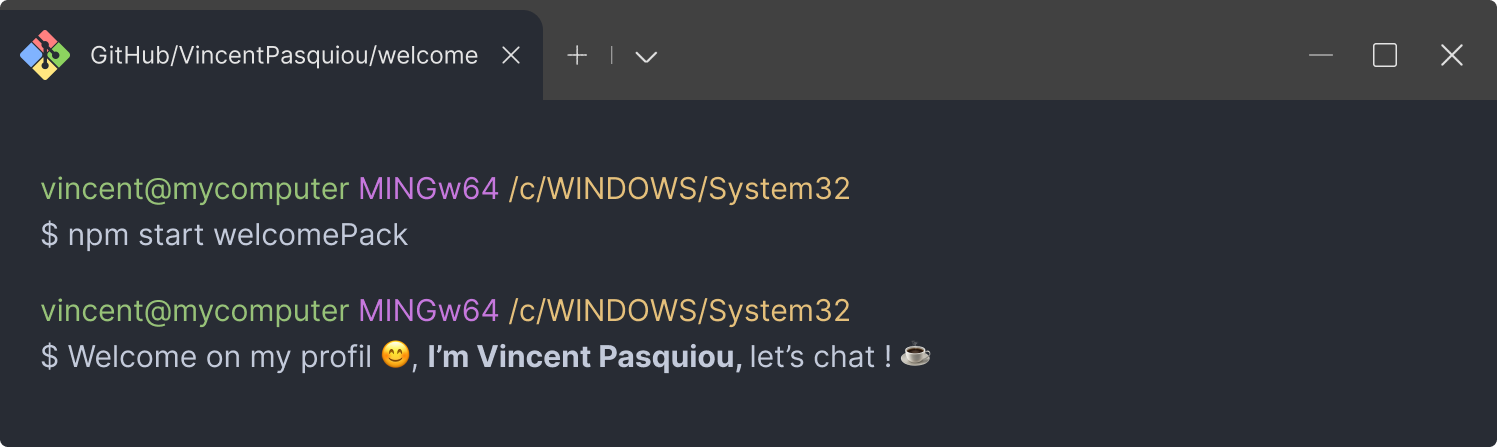 GitHub/VincentPasquiou/welcome
vincent@mycomputer MINGw64 /c/WINDOWS/System32
$ npm start welcomePack
vincent@mycomputer MINGw64 /c/WINDOWS/System32
$ Welcome on my profil 😊, I’m Vincent Pasquiou, let’s chat ! ☕